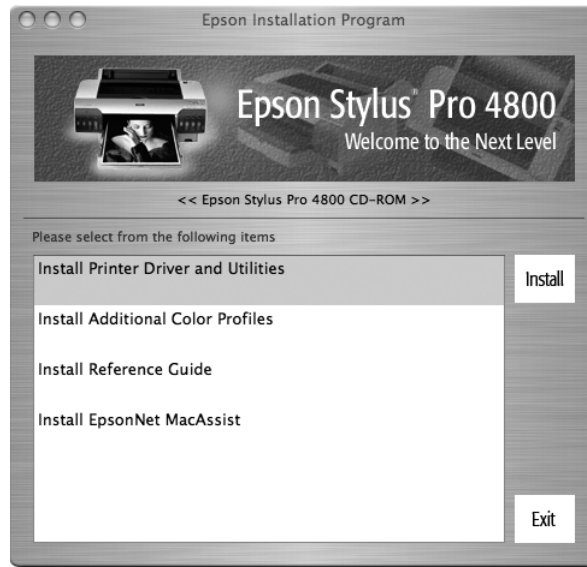 Epson Installation Program
Epson Stylus® Pro 4800
Welcome to the Next Level
<< Epson Stylus Pro 4800 CD-ROM >>
Please select from the following items
Install Printer Driver and Utilities
Install
Install Additional Color Profiles
Install Reference Guide
Install EpsonNet MacAssist
Exit